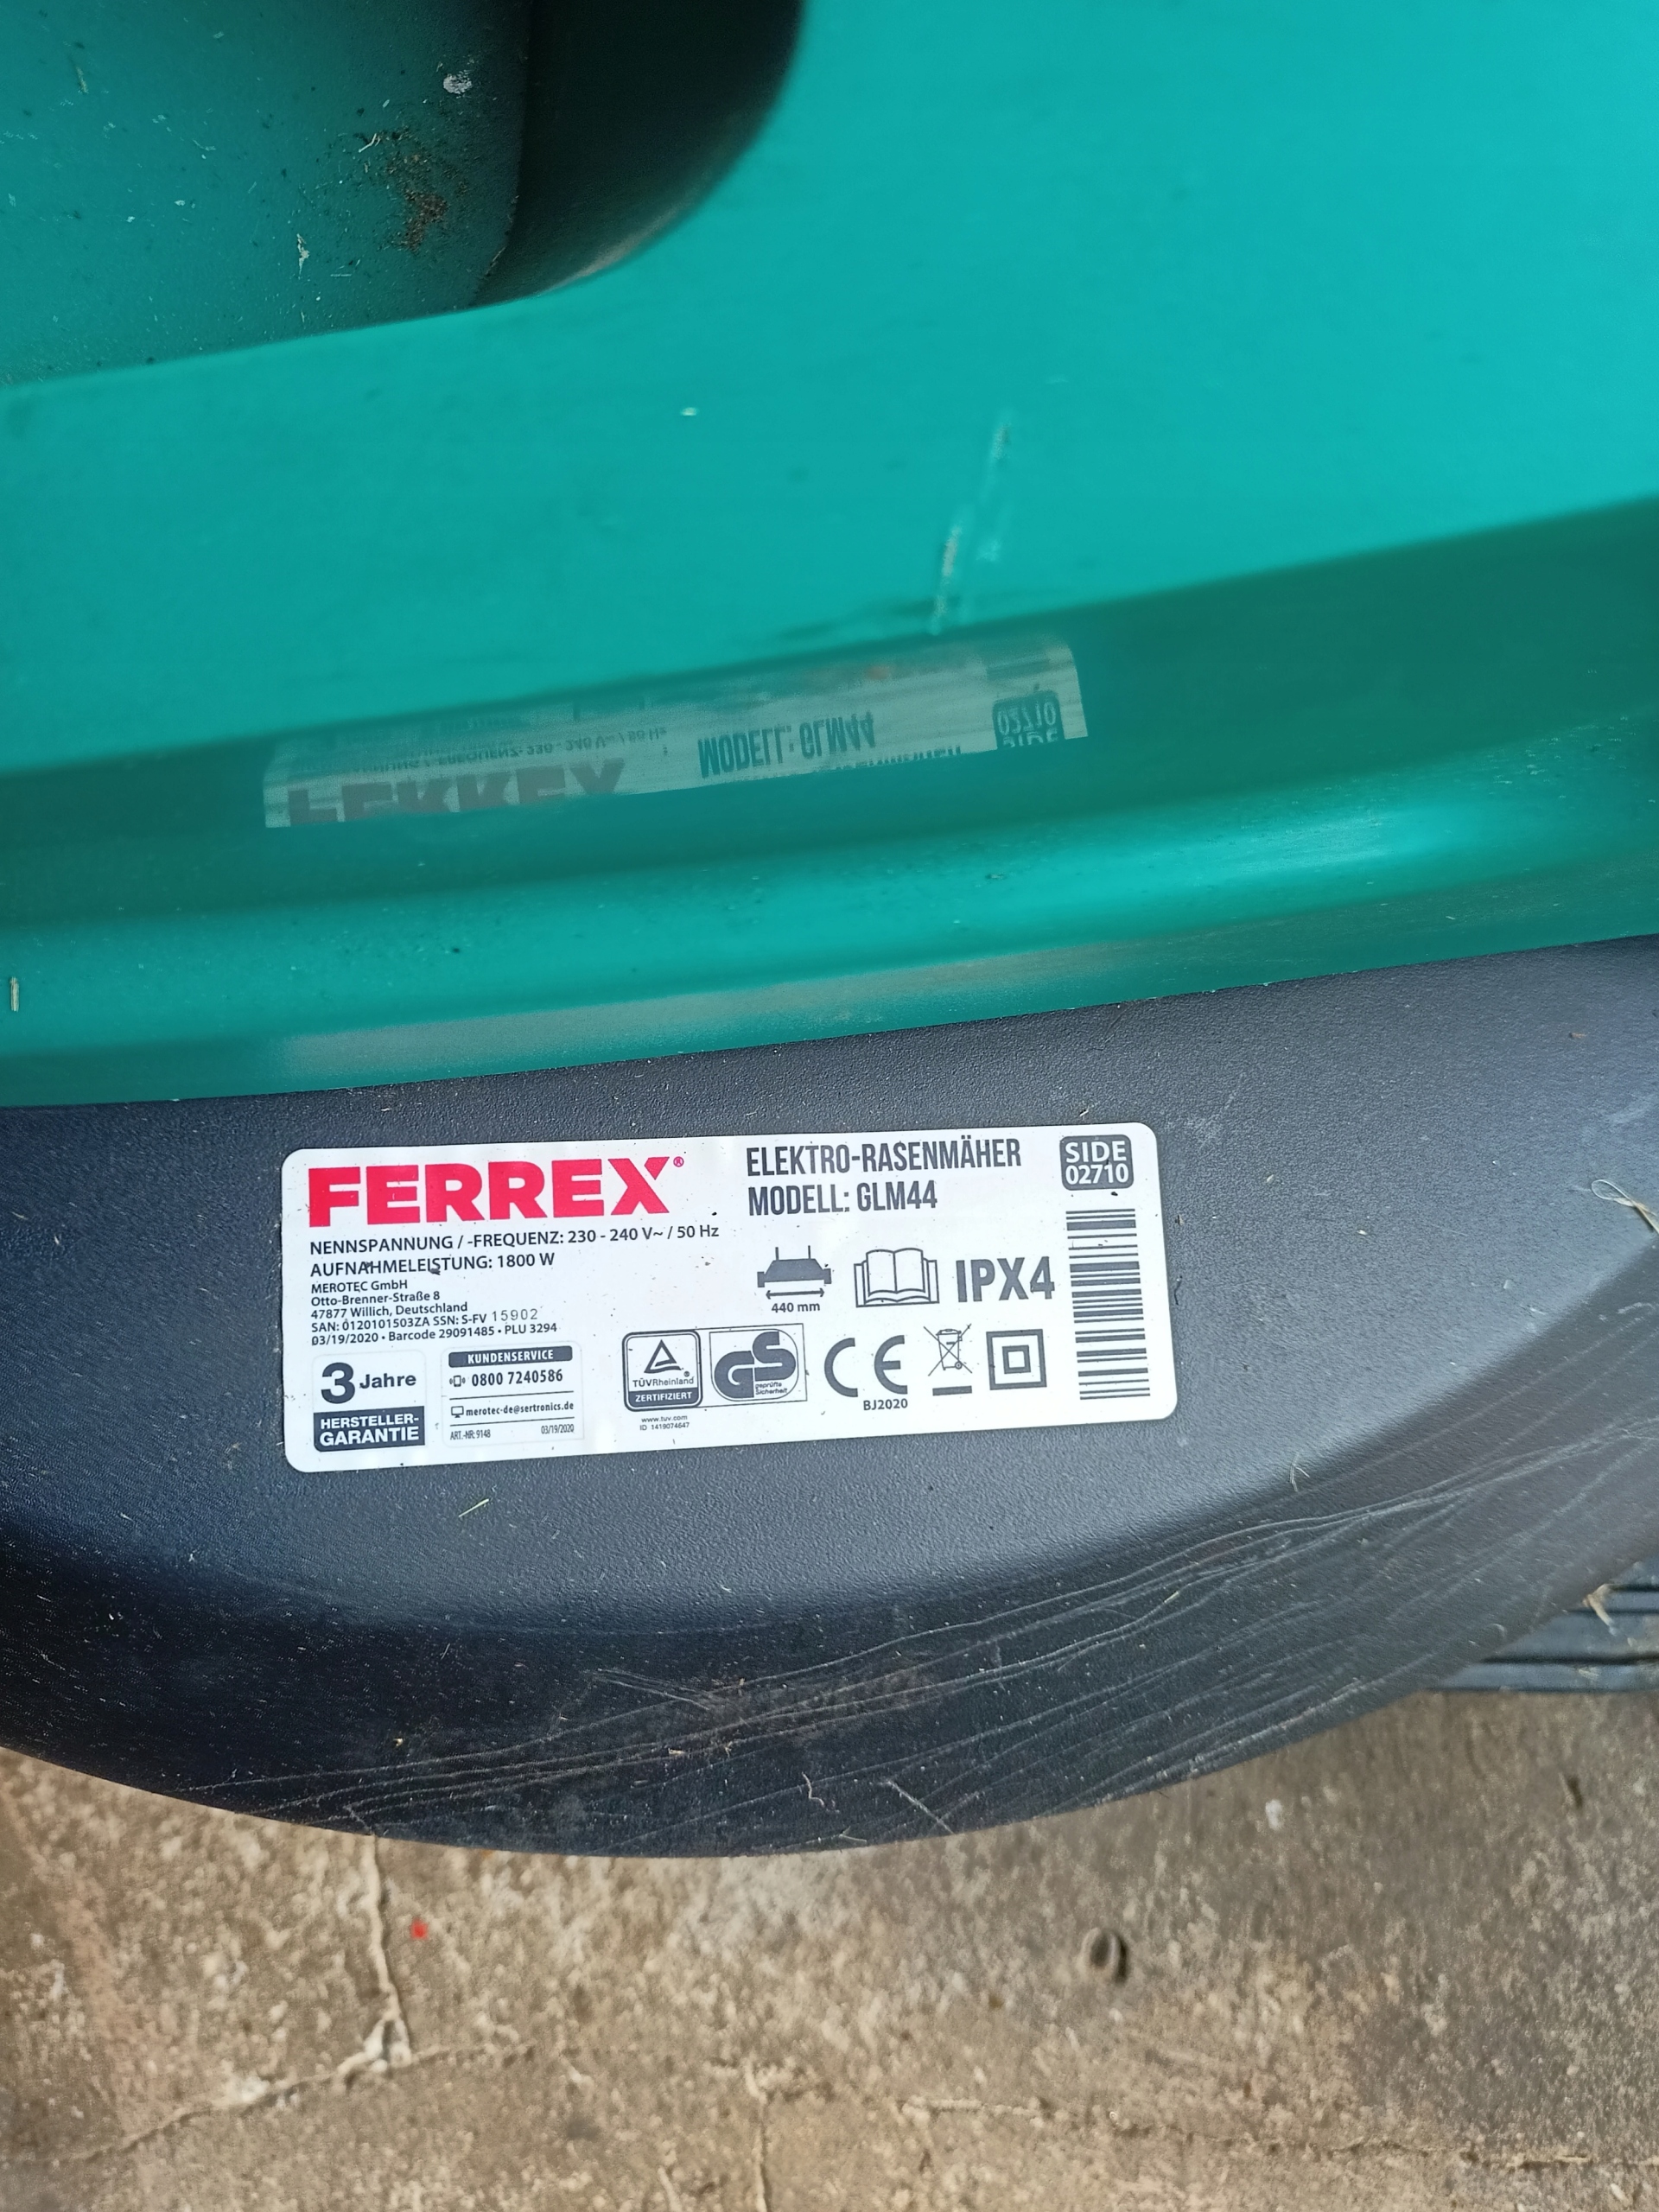 FERREX®
ELEKTRO-RASENMÄHER
MODELL: GLM44
SIDE
02710
NENNSPANNUNG / -FREQUENZ: 230 - 240 V~ / 50 Hz
AUFNAHMELEISTUNG: 1800 W
MEROTEC GmbH
Otto-Brenner-Straße 8
47877 Willich, Deutschland
SAN: 0120101503ZA SSN: S-FV 15902
03/19/2020 • Barcode 29091485 • PLU 3294
440 mm
IPX4
3 Jahre
HERSTELLER-
GARANTIE
KUNDENSERVICE
0800 7240586
merotec-de@sertronics.de
ART.-NR: 9148 03/19/2020
TÜVRheinland
ZERTIFIZIERT
www.tuv.com
ID 1419074647
GS
geprüfte
Sicherheit
CE
BJ2020